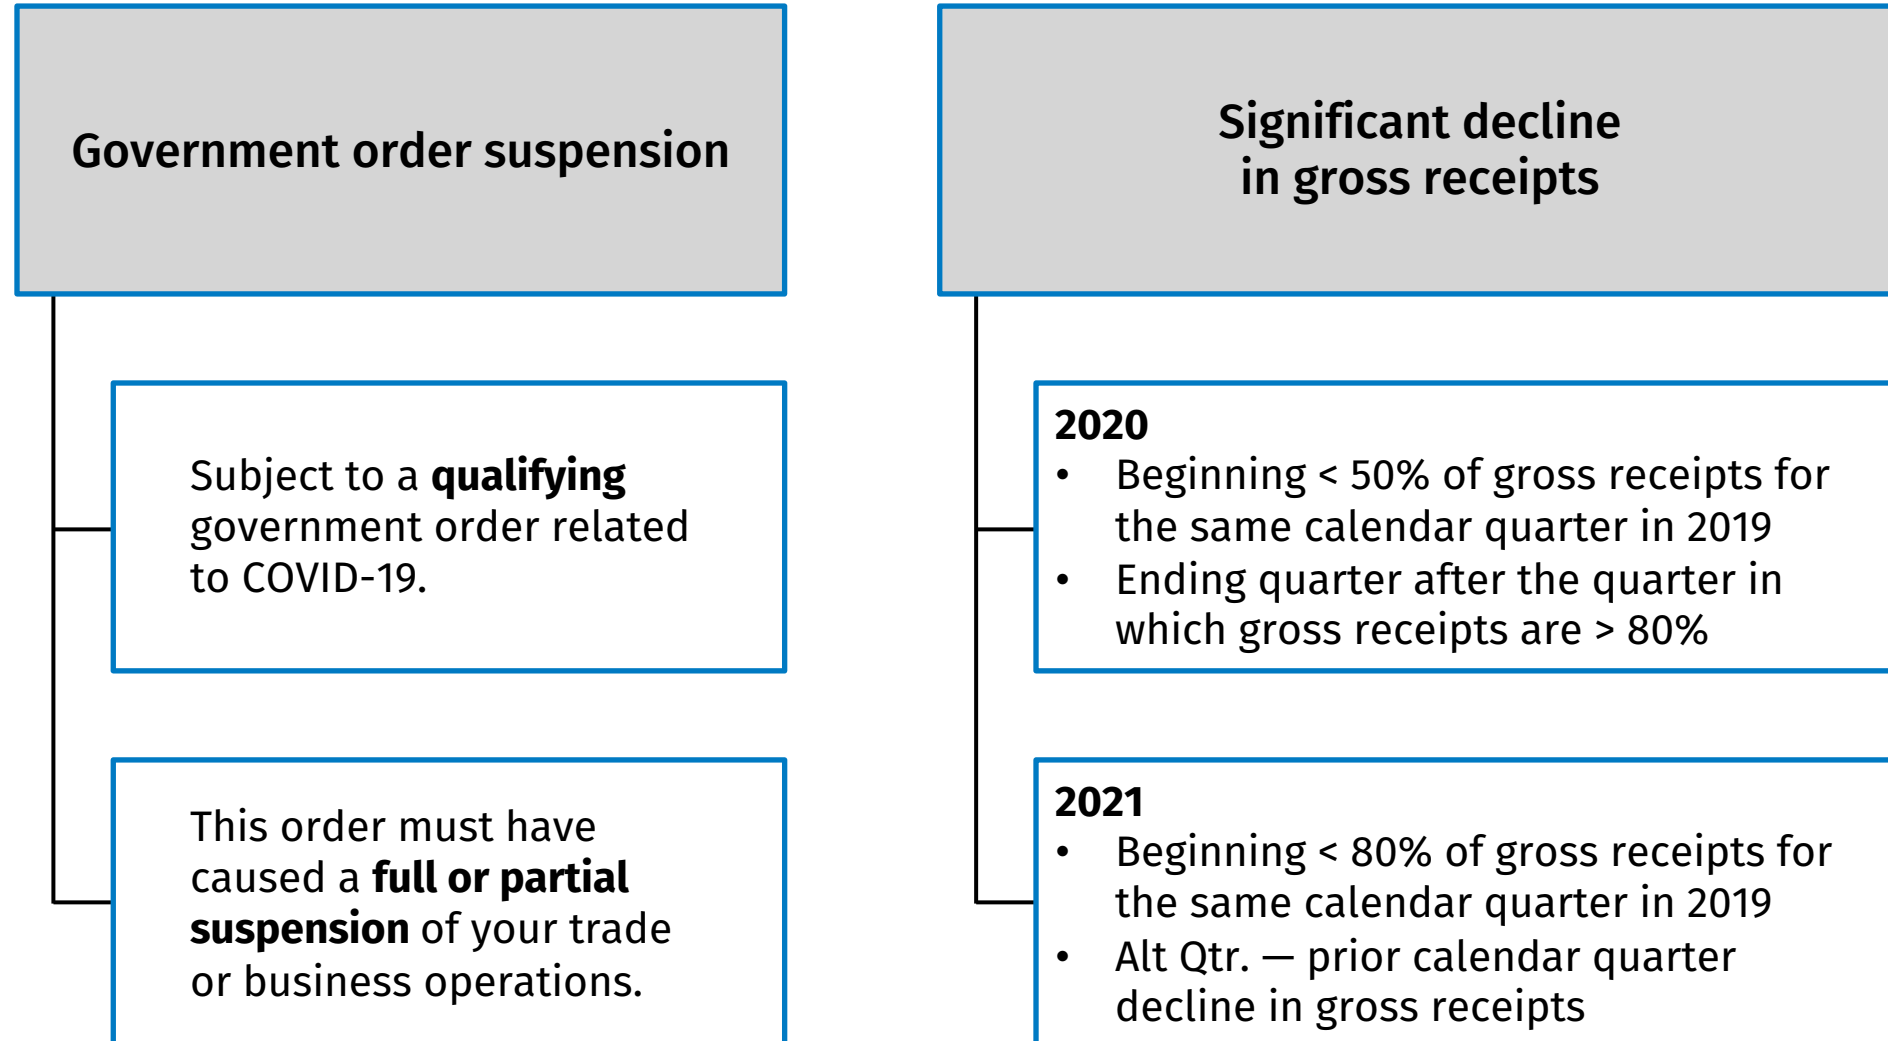 Government order suspension
Subject to a qualifying
government order related
to COVID-19.
This order must have
caused a full or partial
suspension of your trade
or business operations.
Significant decline
in gross receipts
2020
• Beginning < 50% of gross receipts for
the same calendar quarter in 2019
• Ending quarter after the quarter in
which gross receipts are > 80%
2021
• Beginning < 80% of gross receipts for
the same calendar quarter in 2019
• Alt Qtr. — prior calendar quarter
decline in gross receipts